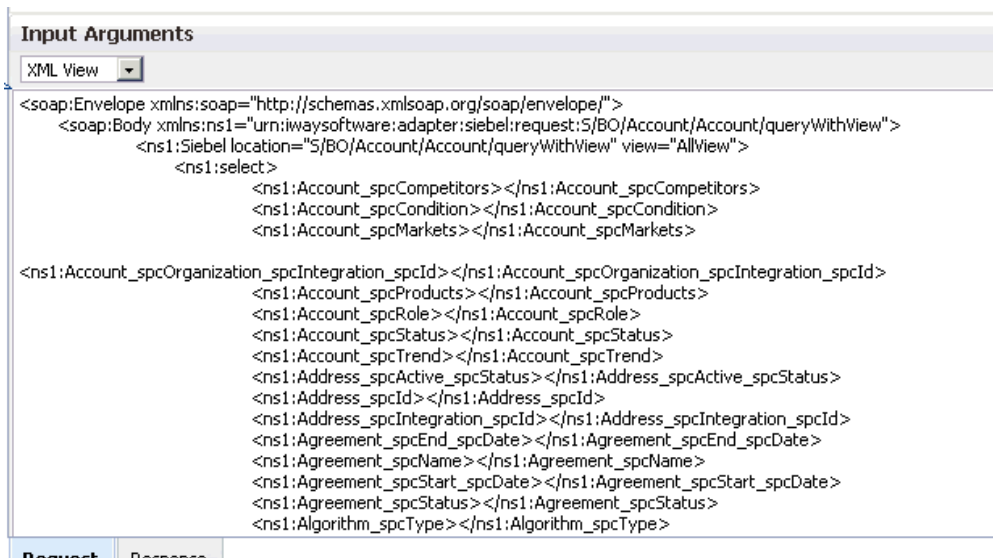 Input Arguments
XML View
<soap:Envelope xmlns:soap="http://schemas.xmlsoap.org/soap/envelope/">
<soap:Body xmlns:ns1="urn:iwaysoftware:adapter:siebel:request:S/BO/Account/Account/queryWithView">
<ns1:Siebel location="S/BO/Account/Account/queryWithView" view="AllView">
<ns1:select>
<ns1:Account_spcCompetitors></ns1:Account_spcCompetitors>
<ns1:Account_spcCondition></ns1:Account_spcCondition>
<ns1:Account_spcMarkets></ns1:Account_spcMarkets>
<ns1:Account_spcOrganization_spcIntegration_spcId></ns1:Account_spcOrganization_spcIntegration_spcId>
<ns1:Account_spcProducts></ns1:Account_spcProducts>
<ns1:Account_spcRole></ns1:Account_spcRole>
<ns1:Account_spcStatus></ns1:Account_spcStatus>
<ns1:Account_spcTrend></ns1:Account_spcTrend>
<ns1:Address_spcActive_spcStatus></ns1:Address_spcActive_spcStatus>
<ns1:Address_spcId></ns1:Address_spcId>
<ns1:Address_spcIntegration_spcId></ns1:Address_spcIntegration_spcId>
<ns1:Agreement_spcEnd_spcDate></ns1:Agreement_spcEnd_spcDate>
<ns1:Agreement_spcName></ns1:Agreement_spcName>
<ns1:Agreement_spcStart_spcDate></ns1:Agreement_spcStart_spcDate>
<ns1:Agreement_spcStatus></ns1:Agreement_spcStatus>
<ns1:Algorithm_spcType></ns1:Algorithm_spcType>
Request Response